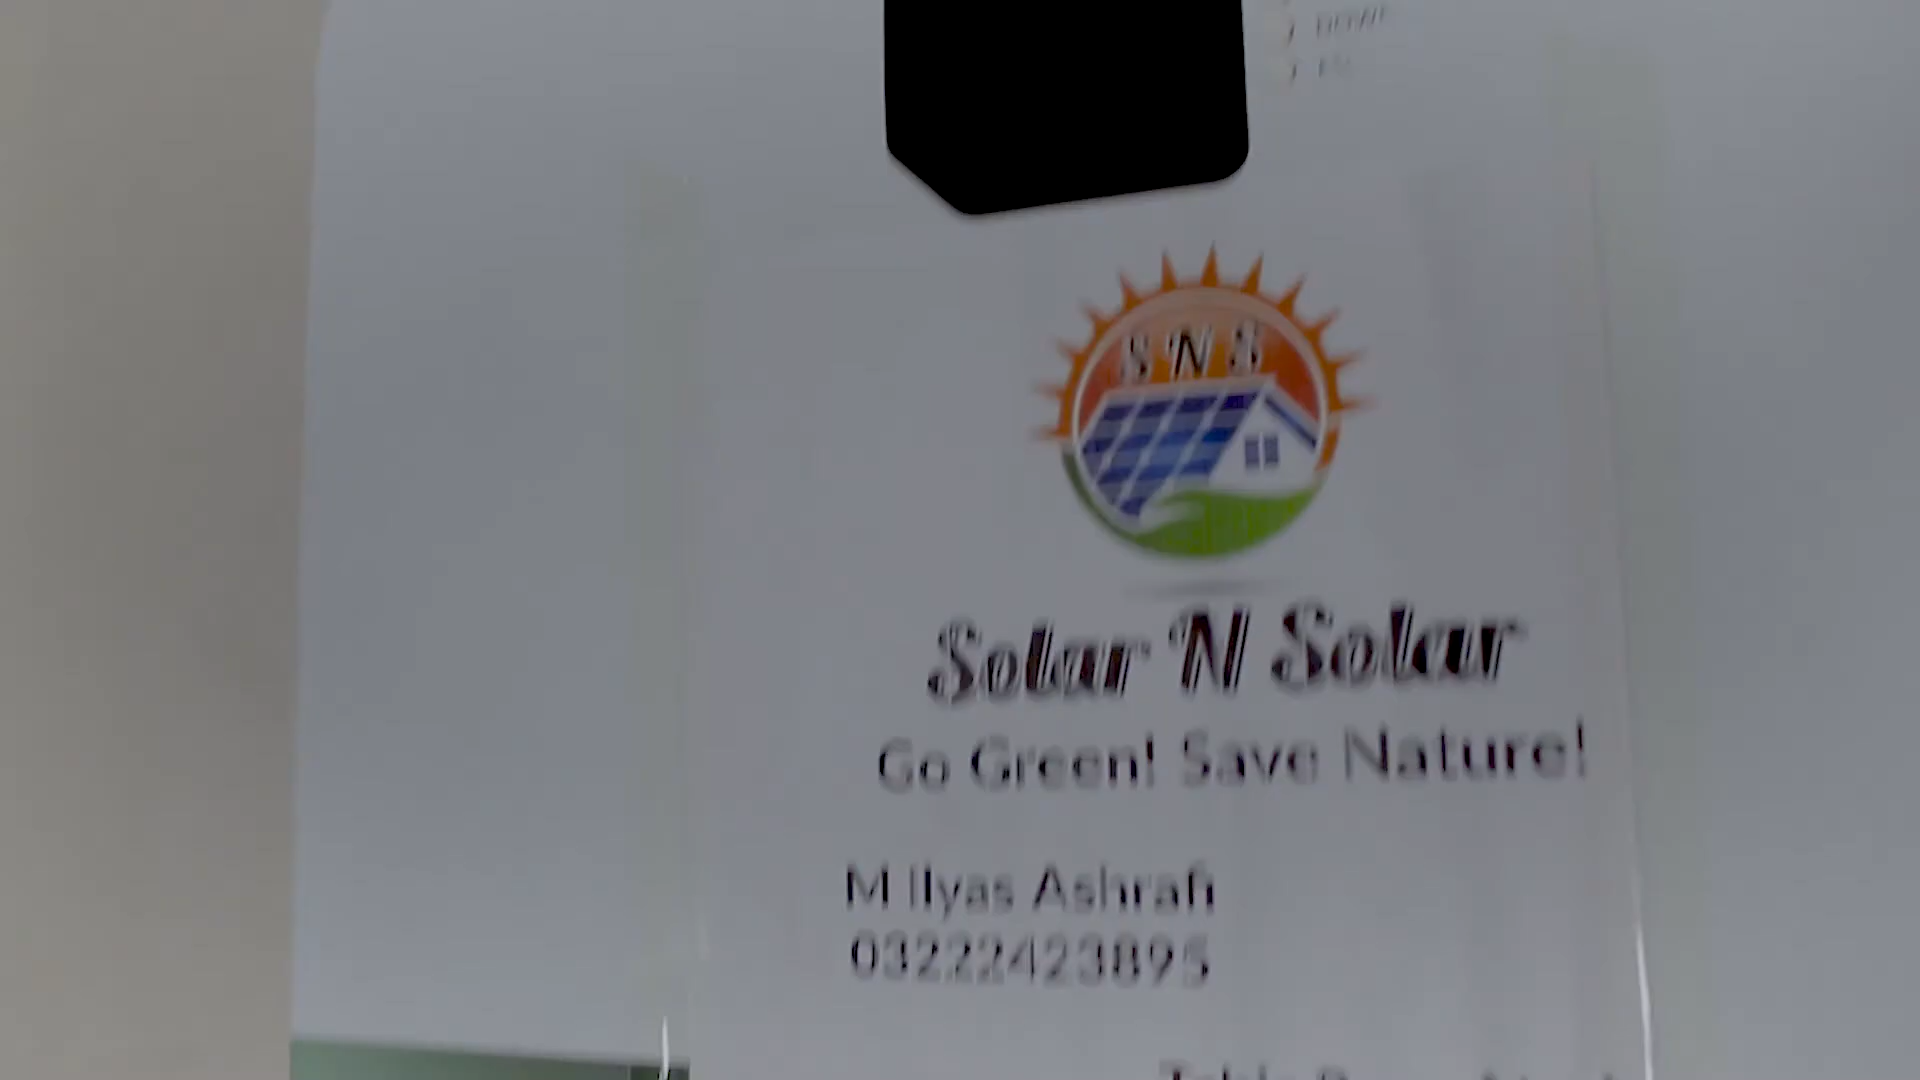 SNS
Solar N Solar
Go Green! Save Nature!
M Ilyas Ashrafi
03222423895